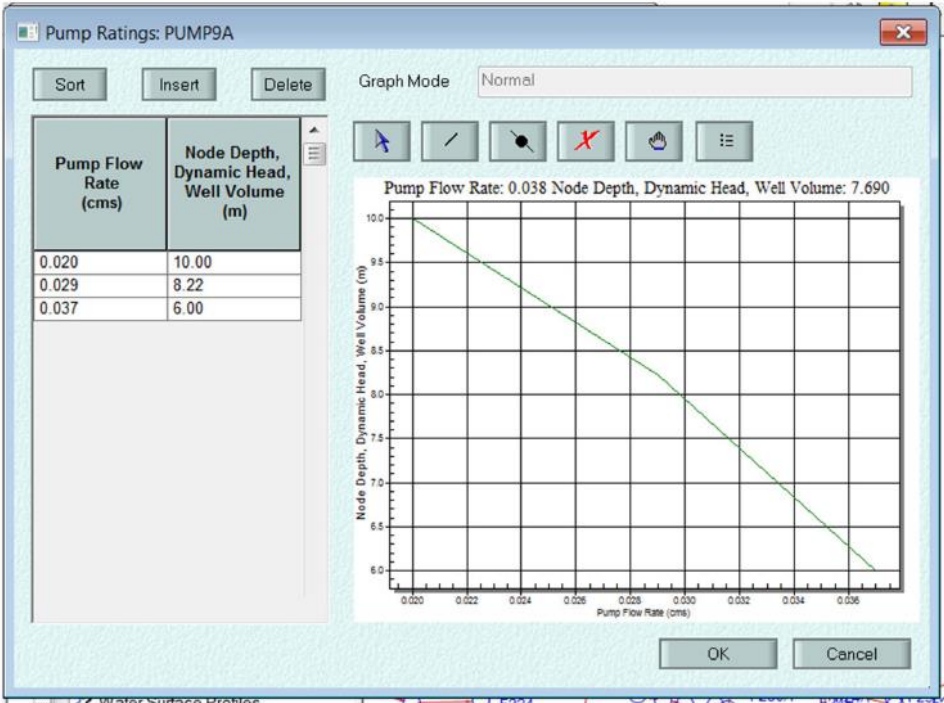 Pump Ratings: PUMP9A
Sort Insert Delete
Graph Mode Normal
Pump Flow Rate (cms)
Node Depth, Dynamic Head, Well Volume (m)
0.020 10.00
0.029 8.22
0.037 6.00
Pump Flow Rate: 0.038 Node Depth, Dynamic Head, Well Volume: 7.690
Node Depth, Dynamic Head, Well Volume (m)
10.0
9.5
9.0
8.5
8.0
7.5
7.0
6.5
6.0
0.020 0.022 0.024 0.026 0.028 0.030 0.032 0.034 0.036
Pump Flow Rate (cms)
OK Cancel
Water Surface Profiles